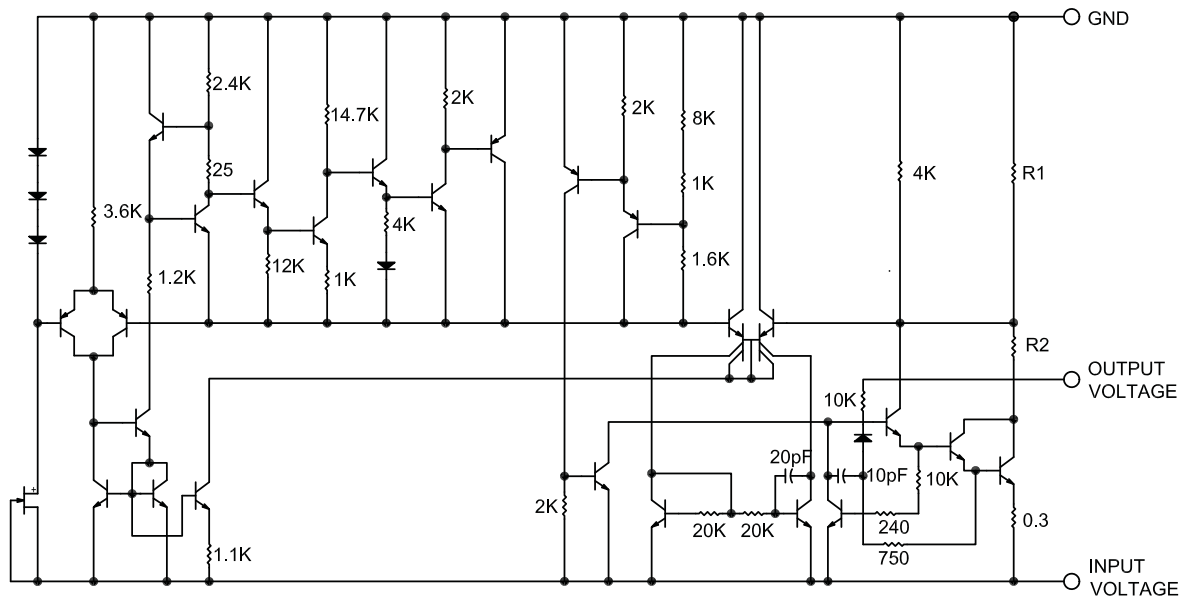 GND
2.4K
2K
14.7K
2K
8K
25
1K
4K
R1
3.6K
4K
1.2K
12K
1K
1.6K
R2
OUTPUT
VOLTAGE
10K
20pF
10pF
10K
2K
20K
20K
240
0.3
1.1K
750
INPUT
VOLTAGE
+